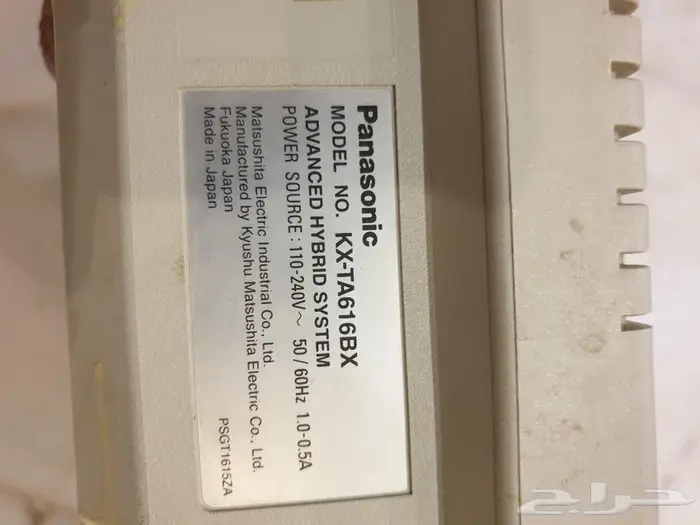 Panasonic
MODEL NO. KX-TA616BX
ADVANCED HYBRID SYSTEM
POWER SOURCE : 110-240V～ 50 / 60Hz 1.0-0.5A
Matsushita Electric Industrial Co., Ltd.
Manufactured by Kyushu Matsushita Electric Co., Ltd.
Fukuoka Japan
Made in Japan
PSGT1615ZA
حراج